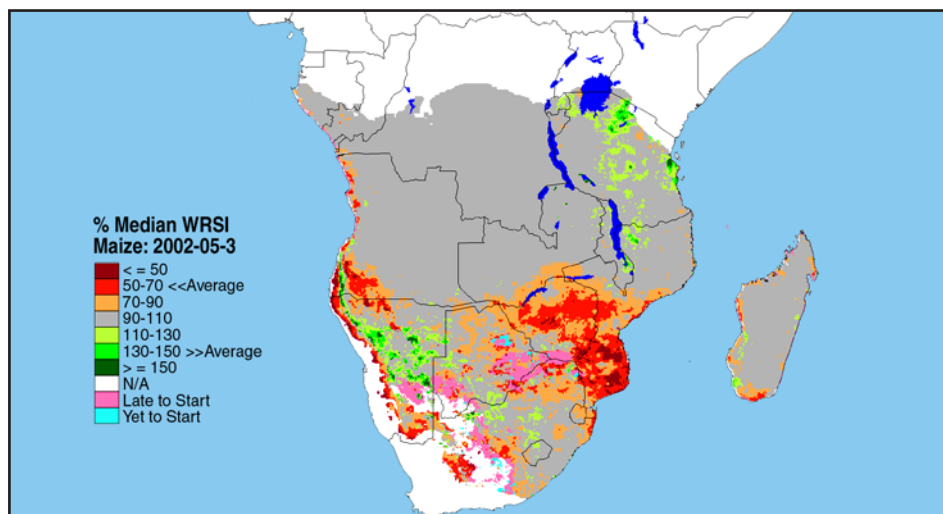 % Median WRSI
Maize: 2002-05-3
< = 50
50-70 <<Average
70-90
90-110
110-130
130-150 >>Average
> = 150
N/A
Late to Start
Yet to Start